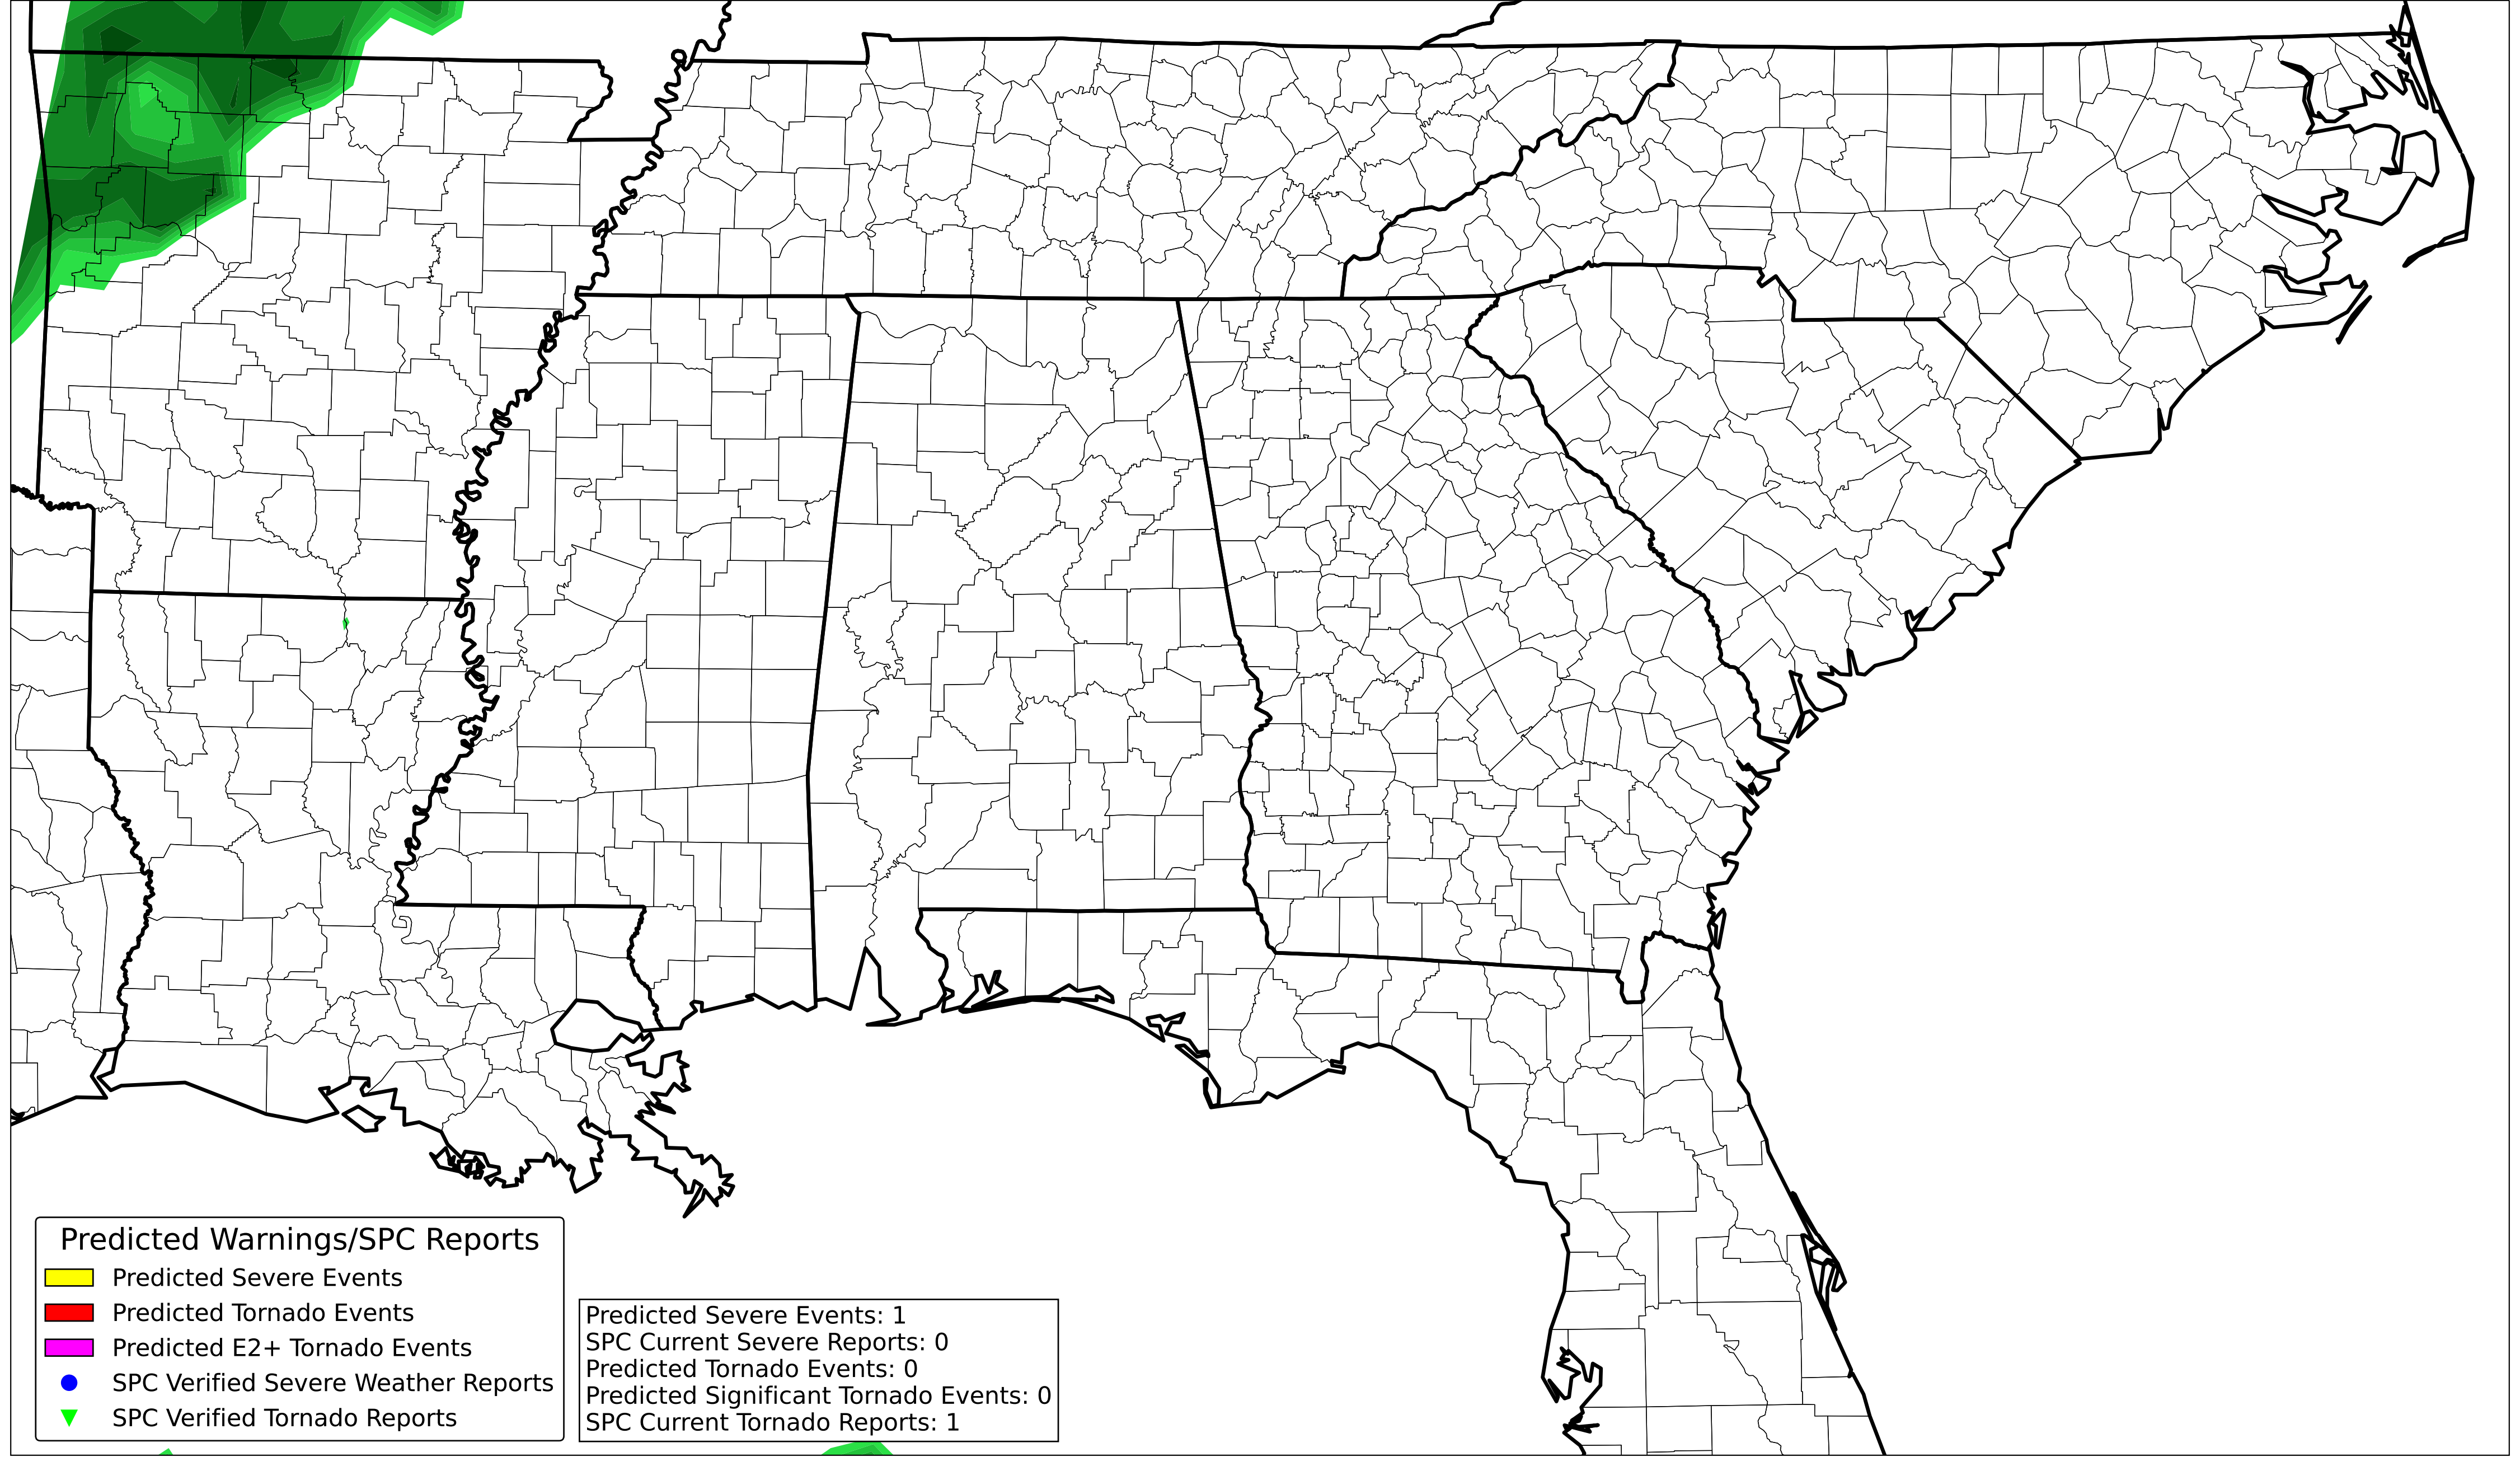 Predicted Warnings/SPC Reports
Predicted Severe Events
Predicted Tornado Events
Predicted E2+ Tornado Events
SPC Verified Severe Weather Reports
SPC Verified Tornado Reports
Predicted Severe Events: 1
SPC Current Severe Reports: 0
Predicted Tornado Events: 0
Predicted Significant Tornado Events: 0
SPC Current Tornado Reports: 1